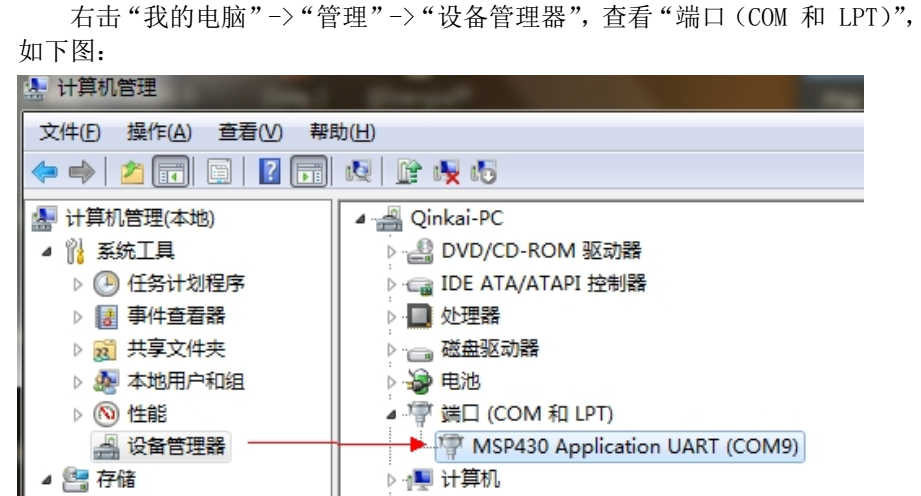 右击“我的电脑”->“管理”->“设备管理器”，查看“端口（COM 和 LPT）”，
如下图：
计算机管理
文件(F) 操作(A) 查看(V) 帮助(H)
计算机管理(本地)
系统工具
任务计划程序
事件查看器
共享文件夹
本地用户和组
性能
设备管理器
存储
Qinkai-PC
DVD/CD-ROM 驱动器
IDE ATA/ATAPI 控制器
处理器
磁盘驱动器
电池
端口 (COM 和 LPT)
MSP430 Application UART (COM9)
计算机